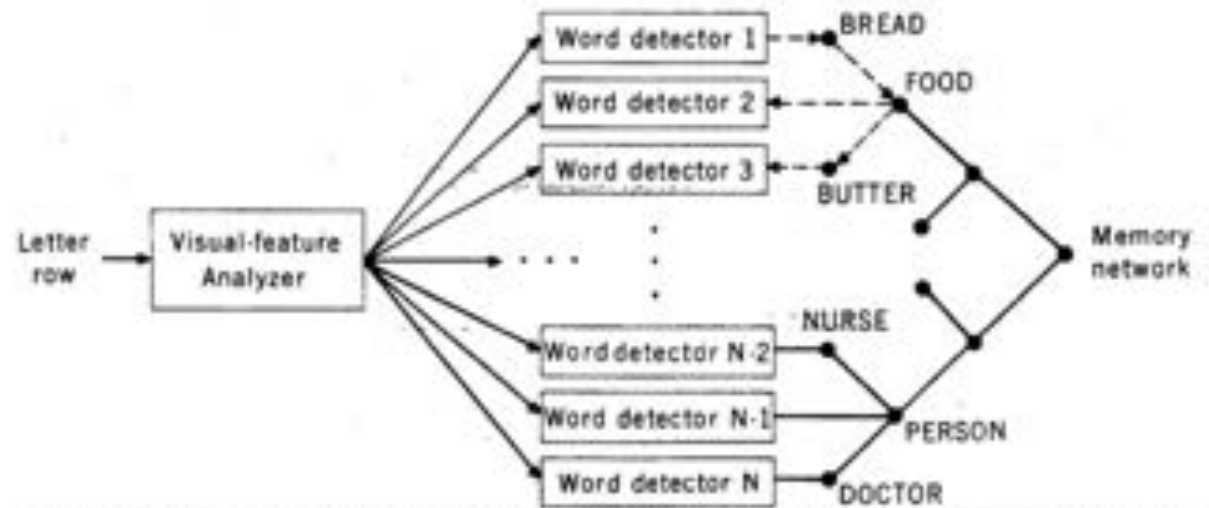 Word detector 1
BREAD
FOOD
Word detector 2
Word detector 3
BUTTER
Letter
row
Visual-feature
Analyzer
Memory
network
NURSE
Word detector N-2
Word detector N-1
PERSON
Word detector N
DOCTOR